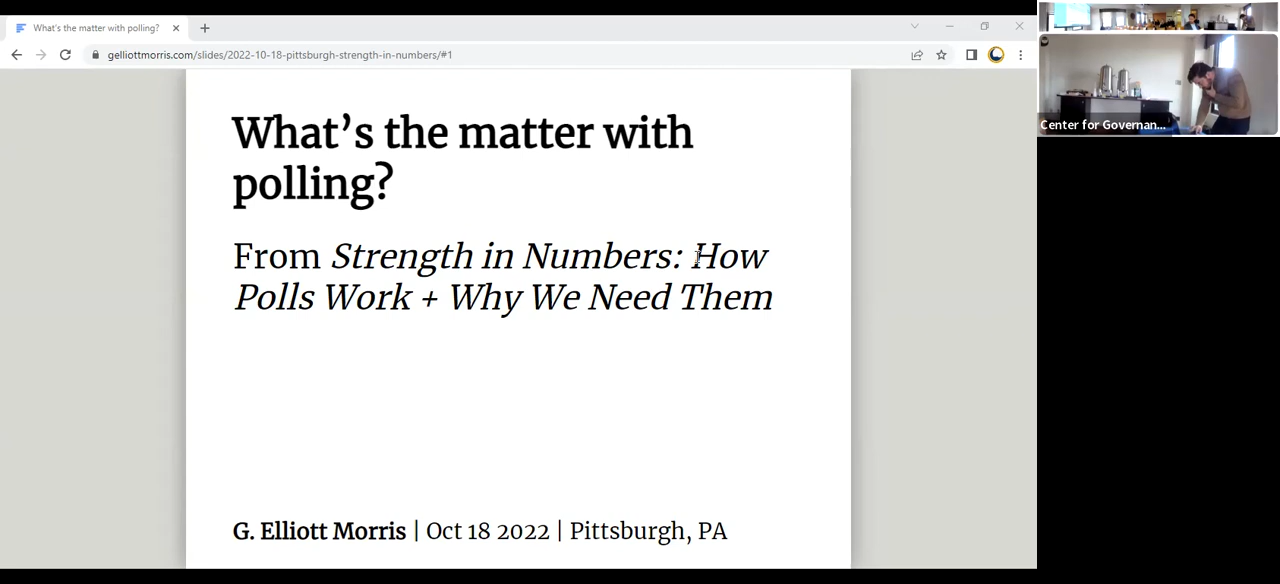 What's the matter with polling?
gelliottmorris.com/slides/2022-10-18-pittsburgh-strength-in-numbers/#1
What’s the matter with
polling?
From Strength in Numbers: How
Polls Work + Why We Need Them
G. Elliott Morris | Oct 18 2022 | Pittsburgh, PA
Center for Governan...